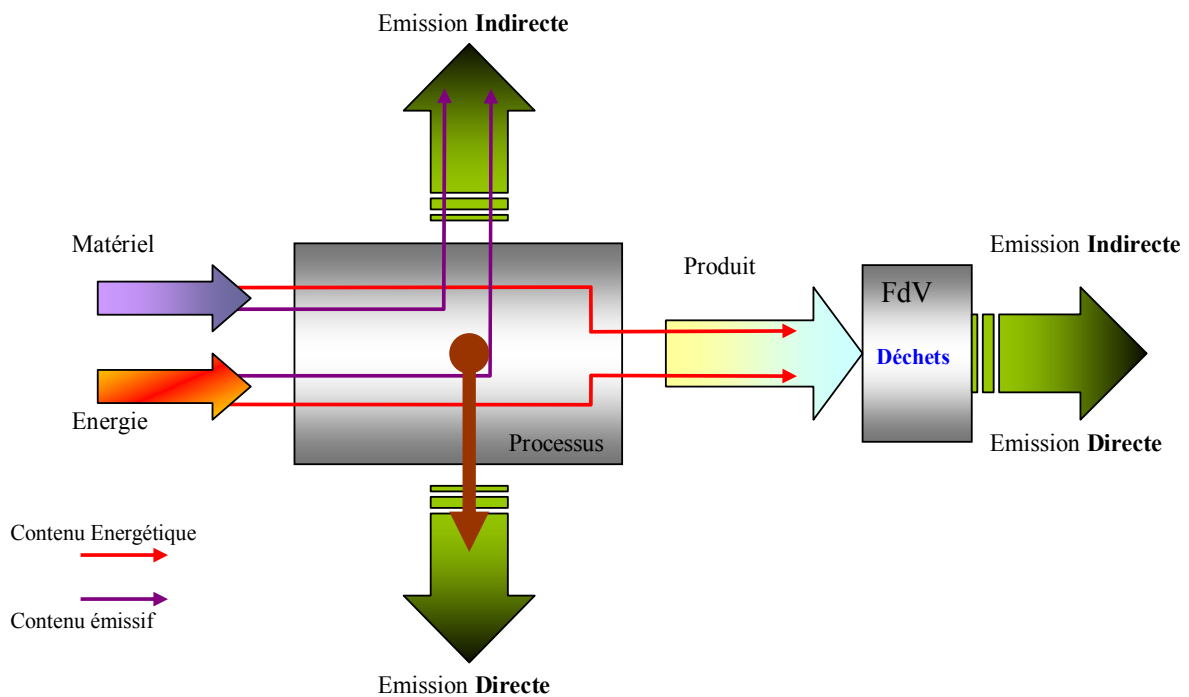 Emission Indirecte
Matériel
Produit
Emission Indirecte
FdV
Déchets
Energie
Processus
Emission Directe
Contenu Energétique
Contenu émissif
Emission Directe